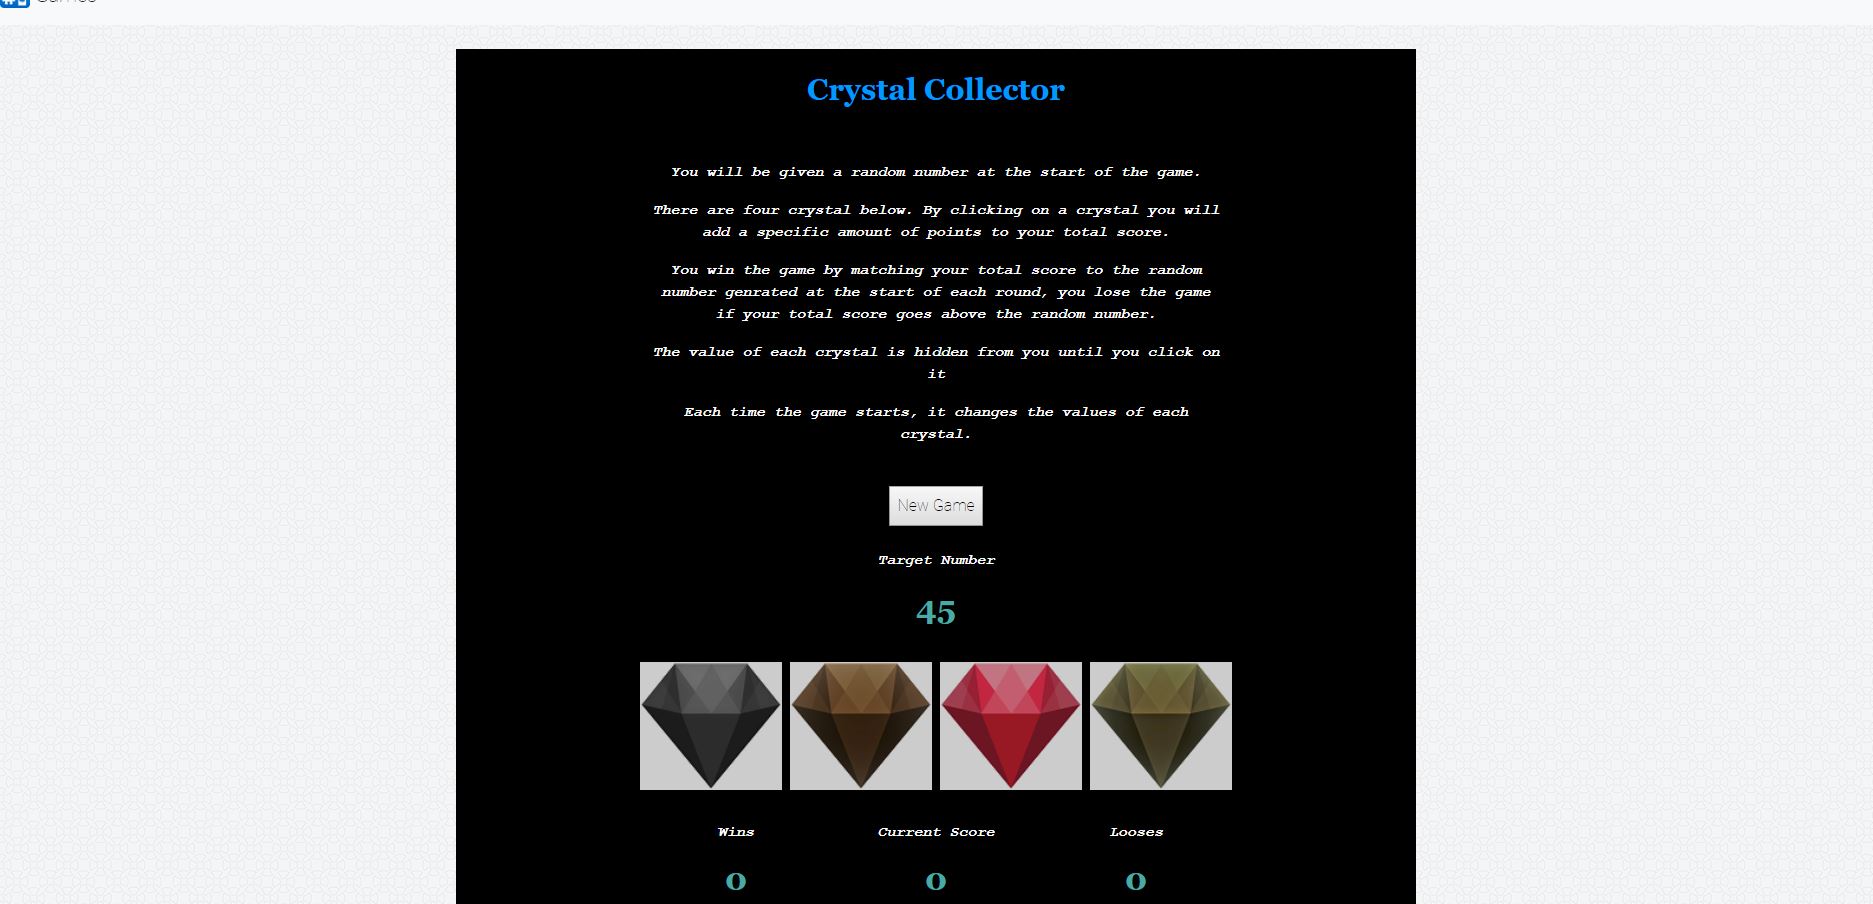 Crystal Collector
You will be given a random number at the start of the game.
There are four crystal below. By clicking on a crystal you will
add a specific amount of points to your total score.
You win the game by matching your total score to the random
number genrated at the start of each round, you lose the game
if your total score goes above the random number.
The value of each crystal is hidden from you until you click on
it
Each time the game starts, it changes the values of each
crystal.
New Game
Target Number
45
Wins Current Score Looses
0 0 0